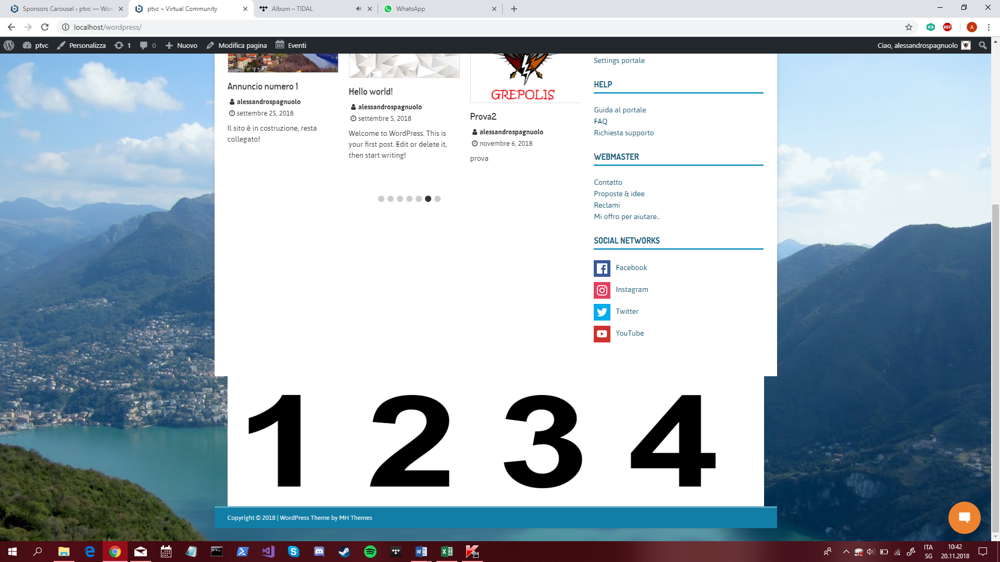 Sponsors Carousel ‹ ptvc — Wor
ptvc – Virtual Community
Album – TIDAL
WhatsApp
localhost/wordpress/
ABP
A
ptvc
Personalizza
1
0
Nuovo
Modifica pagina
Eventi
Ciao, alessandrospagnuolo
Annuncio numero 1
alessandrospagnuolo
settembre 25, 2018
Il sito è in costruzione, resta
collegato!
Hello world!
alessandrospagnuolo
settembre 5, 2018
Welcome to WordPress. This is
your first post. Edit or delete it,
then start writing!
GREPOLIS
Prova2
alessandrospagnuolo
novembre 6, 2018
prova
Settings portale
HELP
Guida al portale
FAQ
Richiesta supporto
WEBMASTER
Contatto
Proposte & idee
Reclami
Mi offro per aiutare..
SOCIAL NETWORKS
Facebook
Instagram
Twitter
YouTube
1 2 3 4
Copyright © 2018 | WordPress Theme by MH Themes
ITA
SG
10:42
20.11.2018